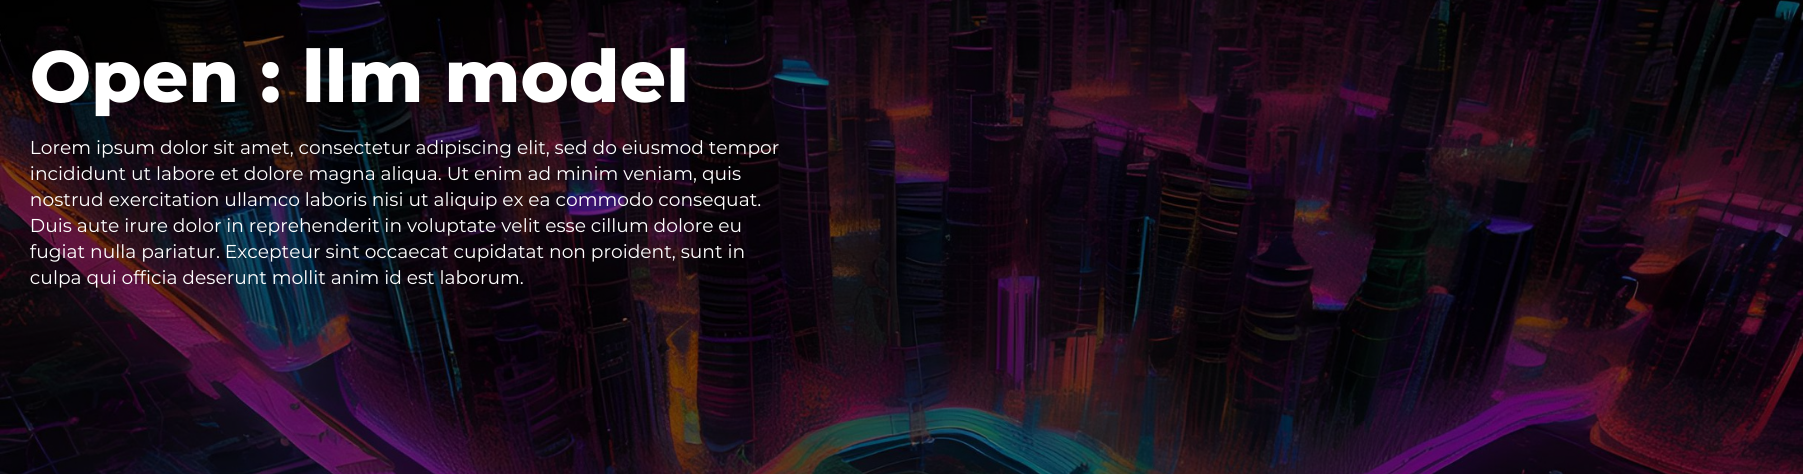 Open : llm model
Lorem ipsum dolor sit amet, consectetur adipiscing elit, sed do eiusmod tempor
incididunt ut labore et dolore magna aliqua. Ut enim ad minim veniam, quis
nostrud exercitation ullamco laboris nisi ut aliquip ex ea commodo consequat.
Duis aute irure dolor in reprehenderit in voluptate velit esse cillum dolore eu
fugiat nulla pariatur. Excepteur sint occaecat cupidatat non proident, sunt in
culpa qui officia deserunt mollit anim id est laborum.